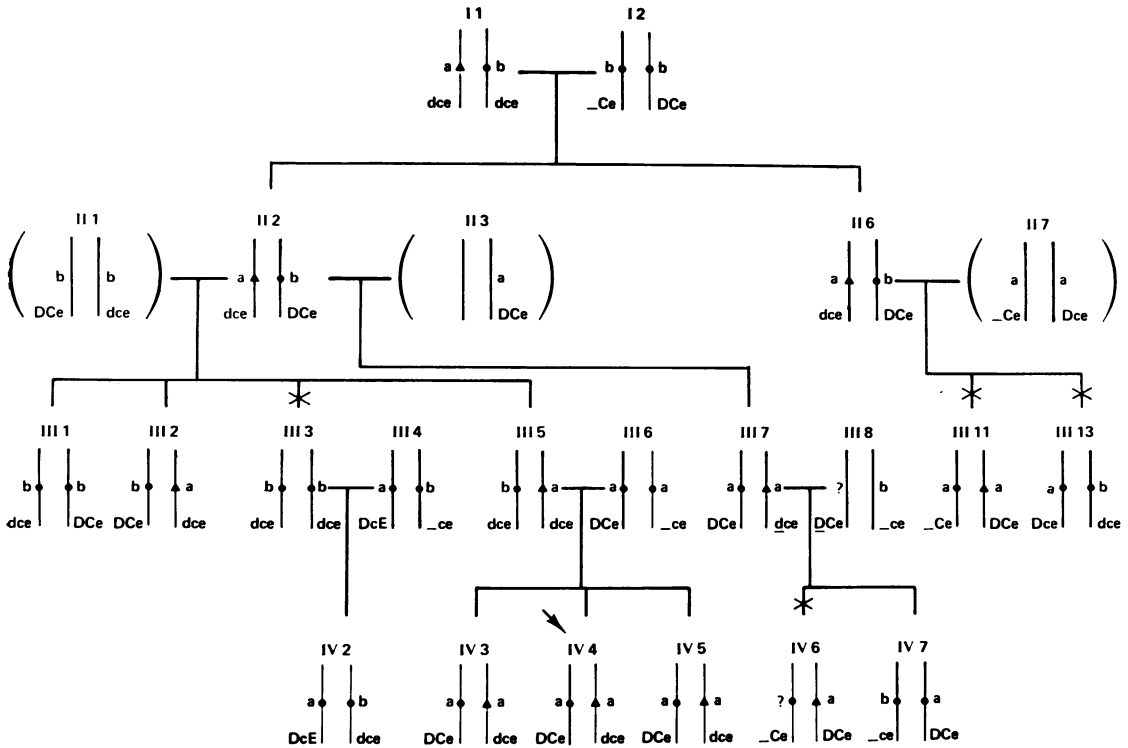 I 1 I 2
a b b b
dce dce _Ce DCe
II 1 II 2 II 3 II 6 II 7
b b a b a a b a a
DCe dce dce DCe DCe dce DCe _Ce Dce
III 1 III 2 III 3 III 4 III 5 III 6 III 7 III 8 III 11 III 13
b b b a b b a b b a a a a a ? b a a a b
dce DCe DCe dce dce dce DcE _ce dce dce DCe _ce DCe dce DCe _ce _Ce DCe Dce dce
IV 2 IV 3 IV 4 IV 5 IV 6 IV 7
a b a a a a a a ? a b a
DcE dce DCe dce DCe dce DCe dce _Ce DCe _ce DCe